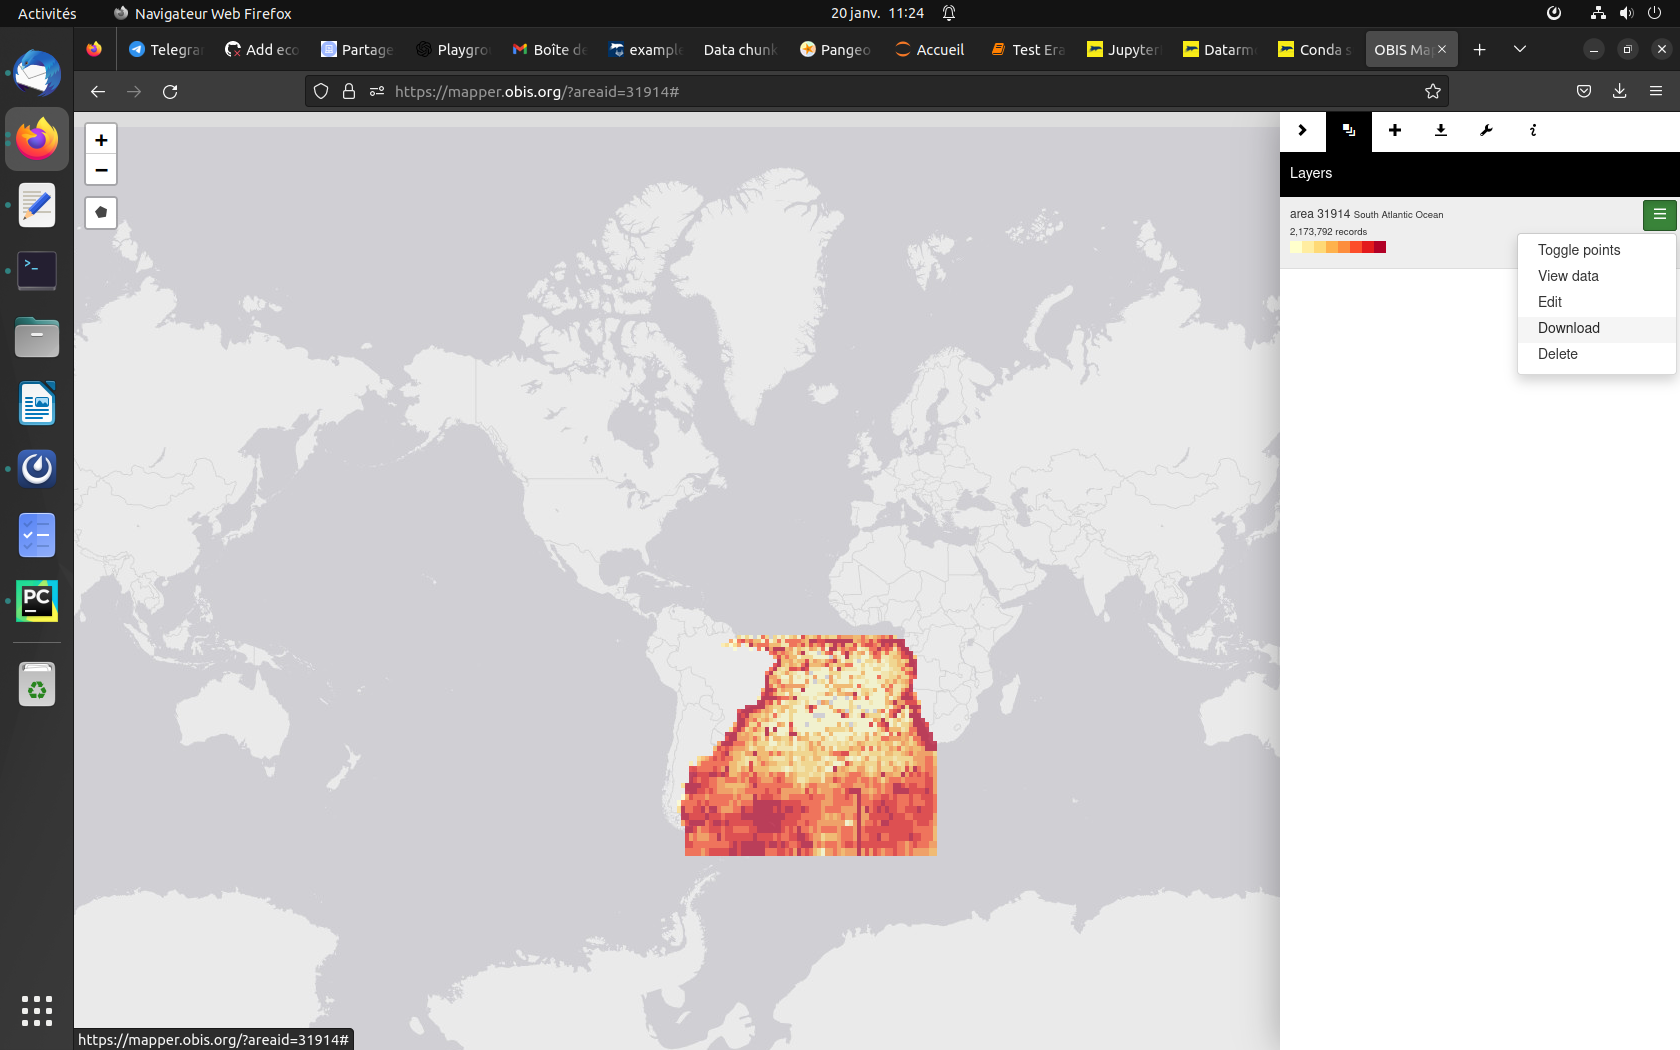 Activités
Navigateur Web Firefox
20 janv. 11:24
Telegra
Add eco
Partage
Playgro
Boîte de
example
Data chunk
Pangeo
Accueil
Test Era
Jupyter
Datarm
Conda s
OBIS Ma
https://mapper.obis.org/?areaid=31914#
+
−
Layers
area 31914 South Atlantic Ocean
2,173,792 records
Toggle points
View data
Edit
Download
Delete
>_
PC
https://mapper.obis.org/?areaid=31914#